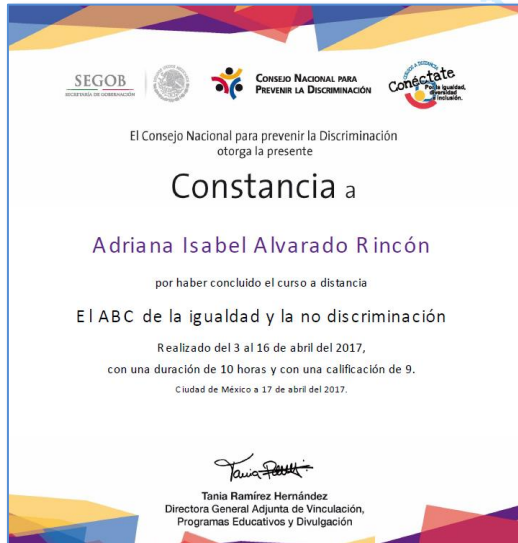 SEGOB
SECRETARÍA DE GOBERNACIÓN
CONSEJO NACIONAL PARA
PREVENIR LA DISCRIMINACIÓN
Conéctate
Por la igualdad,
diversidad
e inclusión.
El Consejo Nacional para prevenir la Discriminación
otorga la presente
Constancia a
Adriana Isabel Alvarado Rincón
por haber concluido el curso a distancia
El ABC de la igualdad y la no discriminación
Realizado del 3 al 16 de abril del 2017,
con una duración de 10 horas y con una calificación de 9.
Ciudad de México a 17 de abril del 2017.
Tania Ramírez Hernández
Directora General Adjunta de Vinculación,
Programas Educativos y Divulgación